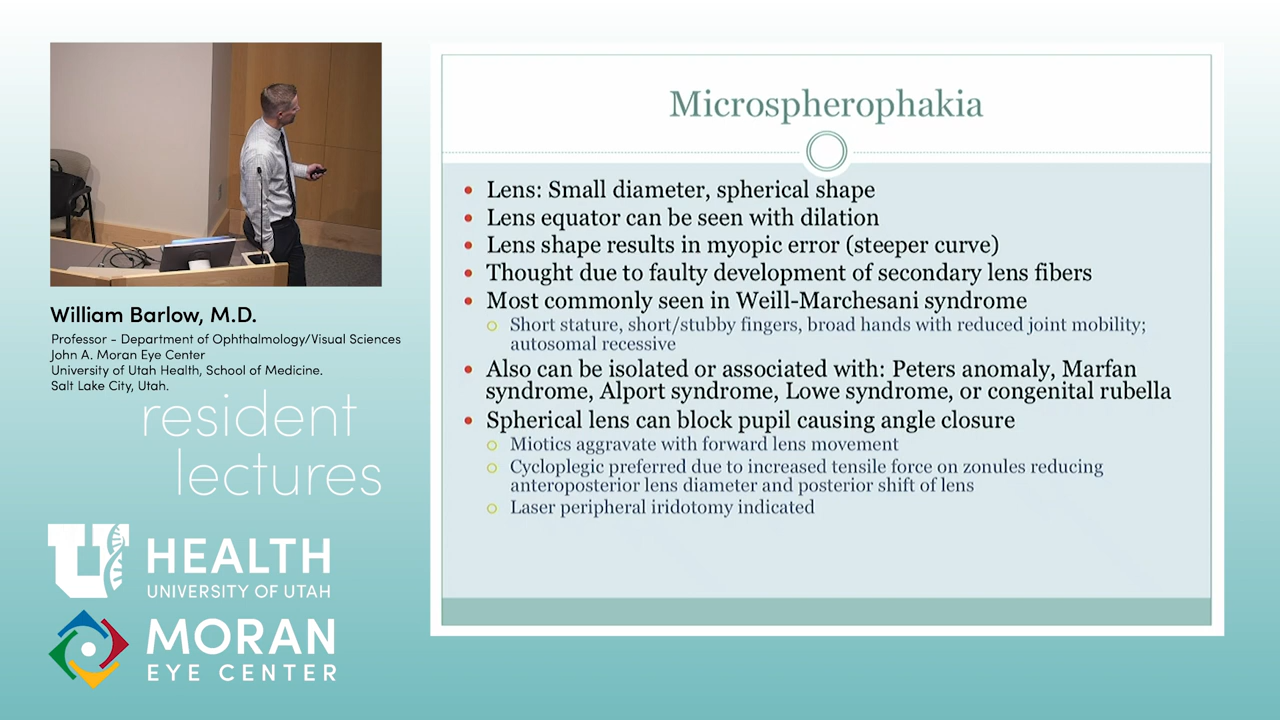 Microspherophakia
• Lens: Small diameter, spherical shape
• Lens equator can be seen with dilation
• Lens shape results in myopic error (steeper curve)
• Thought due to faulty development of secondary lens fibers
• Most commonly seen in Weill-Marchesani syndrome
○ Short stature, short/stubby fingers, broad hands with reduced joint mobility;
autosomal recessive
• Also can be isolated or associated with: Peters anomaly, Marfan
syndrome, Alport syndrome, Lowe syndrome, or congenital rubella
• Spherical lens can block pupil causing angle closure
○ Miotics aggravate with forward lens movement
○ Cycloplegic preferred due to increased tensile force on zonules reducing
anteroposterior lens diameter and posterior shift of lens
○ Laser peripheral iridotomy indicated
William Barlow, M.D.
Professor - Department of Ophthalmology/Visual Sciences
John A. Moran Eye Center
University of Utah Health, School of Medicine.
Salt Lake City, Utah.
resident
lectures
U HEALTH
UNIVERSITY OF UTAH
MORAN
EYE CENTER